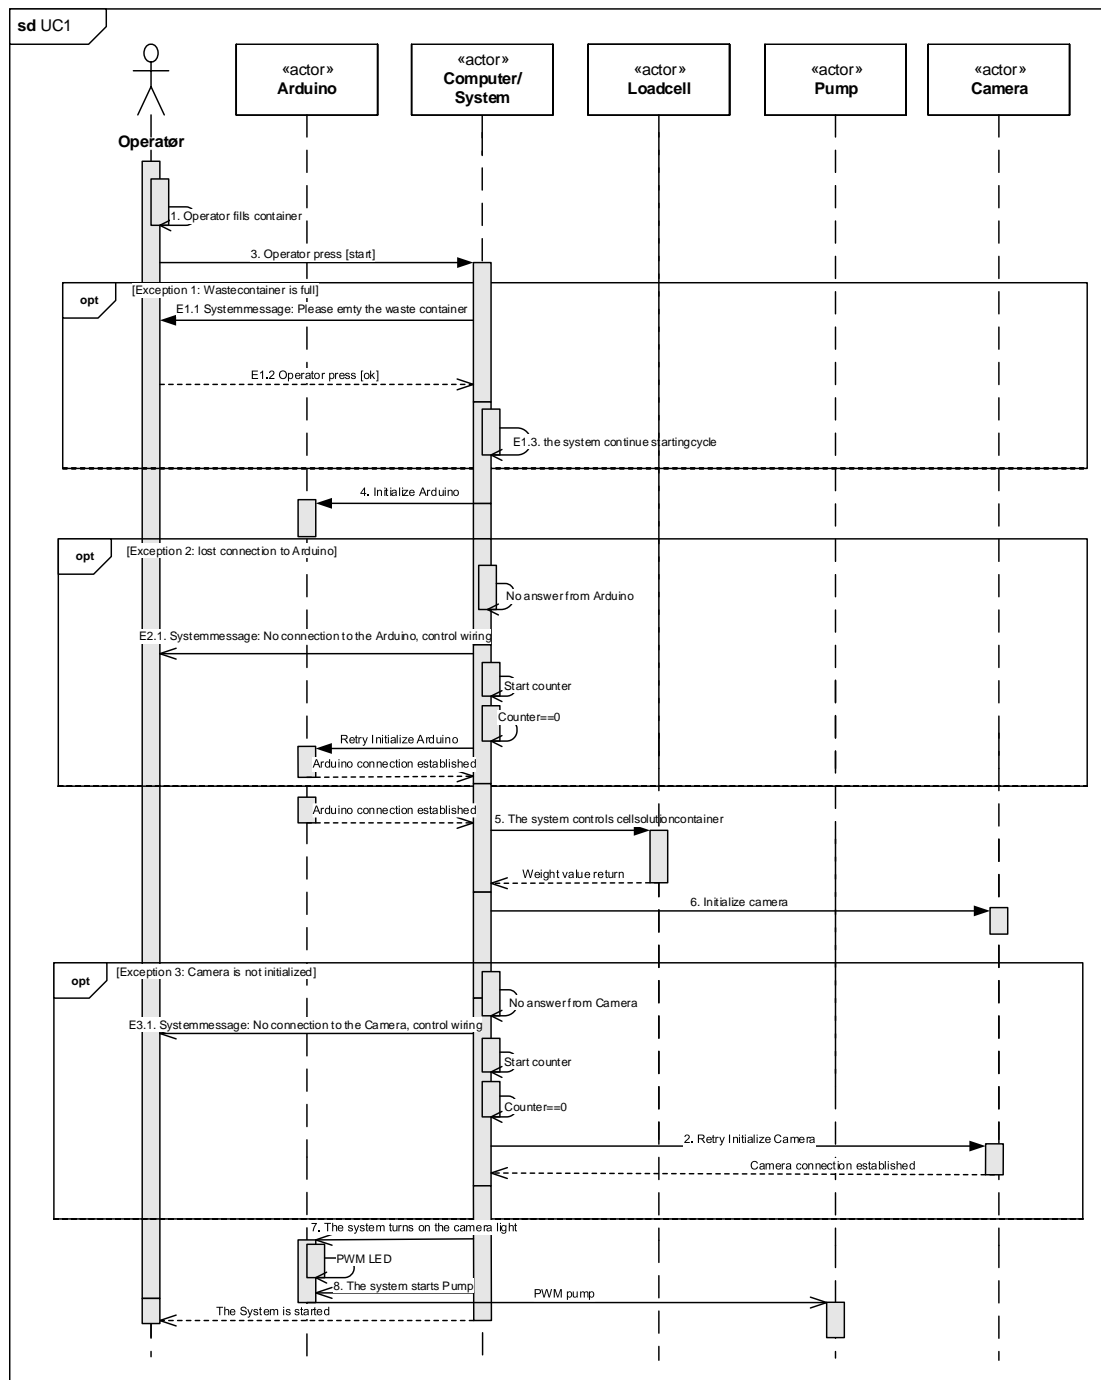 sd UC1
«actor»
Arduino
«actor»
Computer/
System
«actor»
Loadcell
«actor»
Pump
«actor»
Camera
Operatør
1. Operator fills container
3. Operator press [start]
opt
[Exception 1: Wastecontainer is full]
E1.1 Systemmessage: Please emty the waste container
E1.2 Operator press [ok]
E1.3. the system continue startingcycle
4. Initialize Arduino
opt
[Exception 2: lost connection to Arduino]
No answer from Arduino
E2.1. Systemmessage: No connection to the Arduino, control wiring
Start counter
Counter==0
Retry Initialize Arduino
Arduino connection established
Arduino connection established
5. The system controls cellsolutioncontainer
Weight value return
6. Initialize camera
opt
[Exception 3: Camera is not initialized]
No answer from Camera
E3.1. Systemmessage: No connection to the Camera, control wiring
Start counter
Counter==0
2. Retry Initialize Camera
Camera connection established
7. The system turns on the camera light
PWM LED
8. The system starts Pump
PWM pump
The System is started